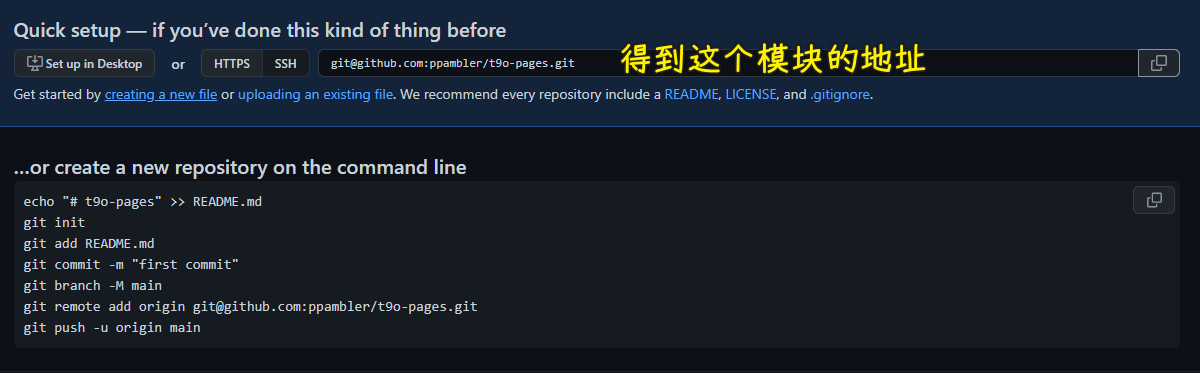 Quick setup — if you’ve done this kind of thing before
Set up in Desktop or HTTPS SSH git@github.com:ppambler/t9o-pages.git 得到这个模块的地址
Get started by creating a new file or uploading an existing file. We recommend every repository include a README, LICENSE, and .gitignore.
…or create a new repository on the command line
echo "# t9o-pages" >> README.md
git init
git add README.md
git commit -m "first commit"
git branch -M main
git remote add origin git@github.com:ppambler/t9o-pages.git
git push -u origin main